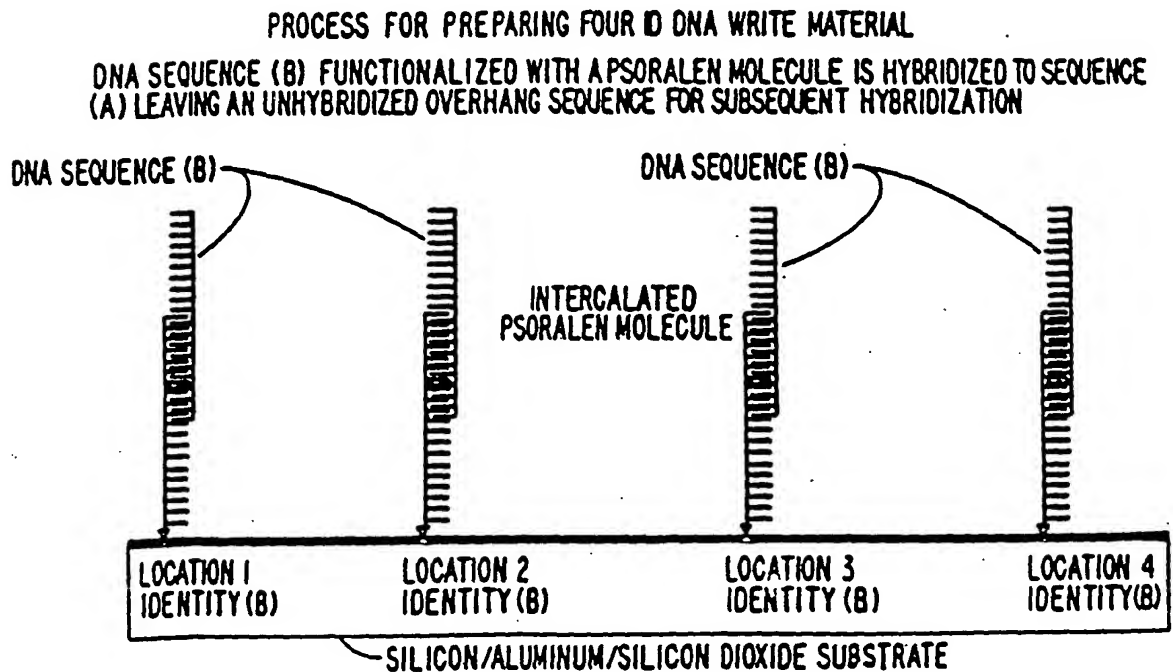 PROCESS FOR PREPARING FOUR ID DNA WRITE MATERIAL
DNA SEQUENCE (B) FUNCTIONALIZED WITH A PSORALEN MOLECULE IS HYBRIDIZED TO SEQUENCE
(A) LEAVING AN UNHYBRIDIZED OVERHANG SEQUENCE FOR SUBSEQUENT HYBRIDIZATION
DNA SEQUENCE (B)
DNA SEQUENCE (B)
INTERCALATED
PSORALEN MOLECULE
LOCATION 1
IDENTITY (B)
LOCATION 2
IDENTITY (B)
LOCATION 3
IDENTITY (B)
LOCATION 4
IDENTITY (B)
SILICON/ALUMINUM/SILICON DIOXIDE SUBSTRATE